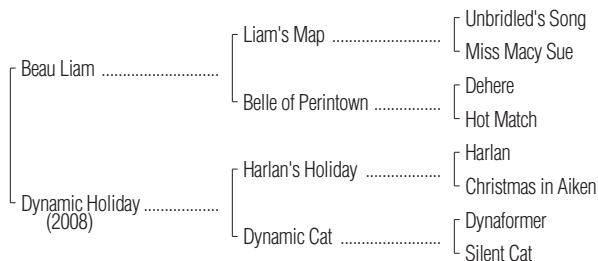 Unbridled's Song
Liam's Map ....................
Miss Macy Sue
Beau Liam ......................
Dehere
Belle of Perintown ................
Hot Match
Harlan
Harlan's Holiday ..................
Christmas in Aiken
Dynamic Holiday ..................
(2008)
Dynaformer
Dynamic Cat .....................
Silent Cat